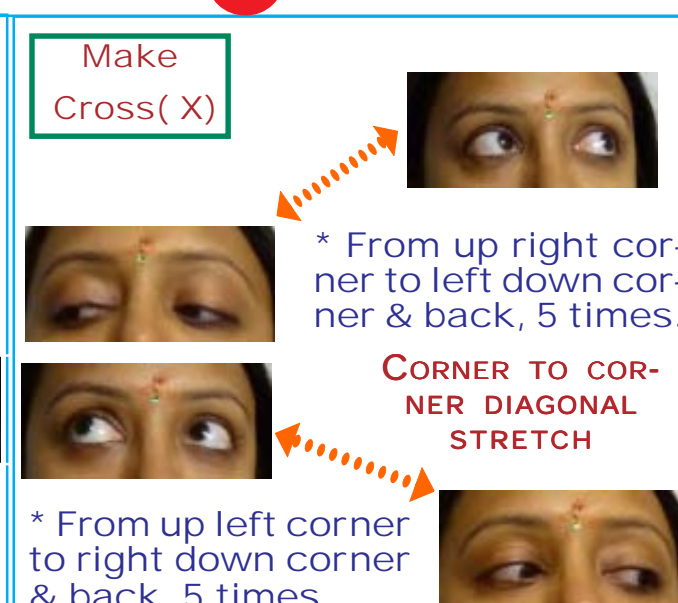 Make
Cross( X)
* From up right cor-
ner to left down cor-
ner & back, 5 times.
CORNER TO COR-
NER DIAGONAL
STRETCH
* From up left corner
to right down corner
& back, 5 times